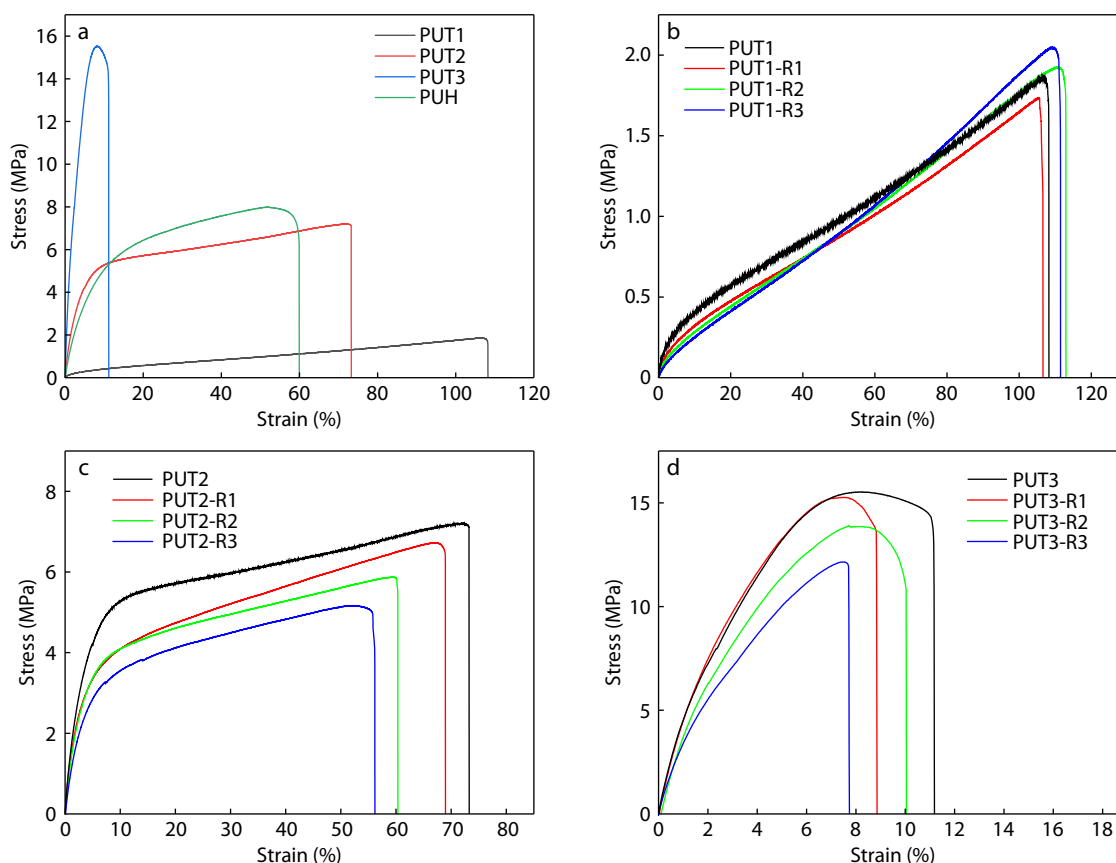 a
PUT1
PUT2
PUT3
PUH
Stress (MPa)
16
14
12
10
8
6
4
2
0
0 20 40 60 80 100 120
Strain (%)
b
PUT1
PUT1-R1
PUT1-R2
PUT1-R3
Stress (MPa)
2.0
1.5
1.0
0.5
0
0 20 40 60 80 100 120
Strain (%)
c
PUT2
PUT2-R1
PUT2-R2
PUT2-R3
Stress (MPa)
8
6
4
2
0
0 10 20 30 40 50 60 70 80
Strain (%)
d
PUT3
PUT3-R1
PUT3-R2
PUT3-R3
Stress (MPa)
15
10
5
0
0 2 4 6 8 10 12 14 16 18
Strain (%)